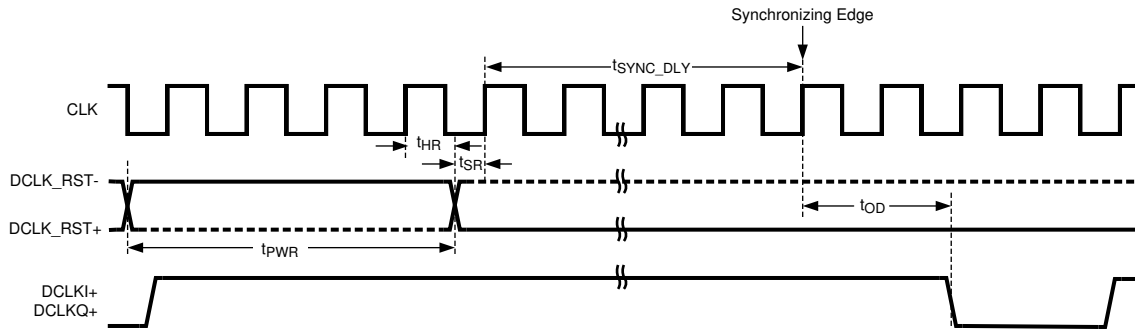 Synchronizing Edge
tSYNC_DLY
CLK
tHR
tSR
DCLK_RST-
tOD
DCLK_RST+
tPWR
DCLKI+
DCLKQ+